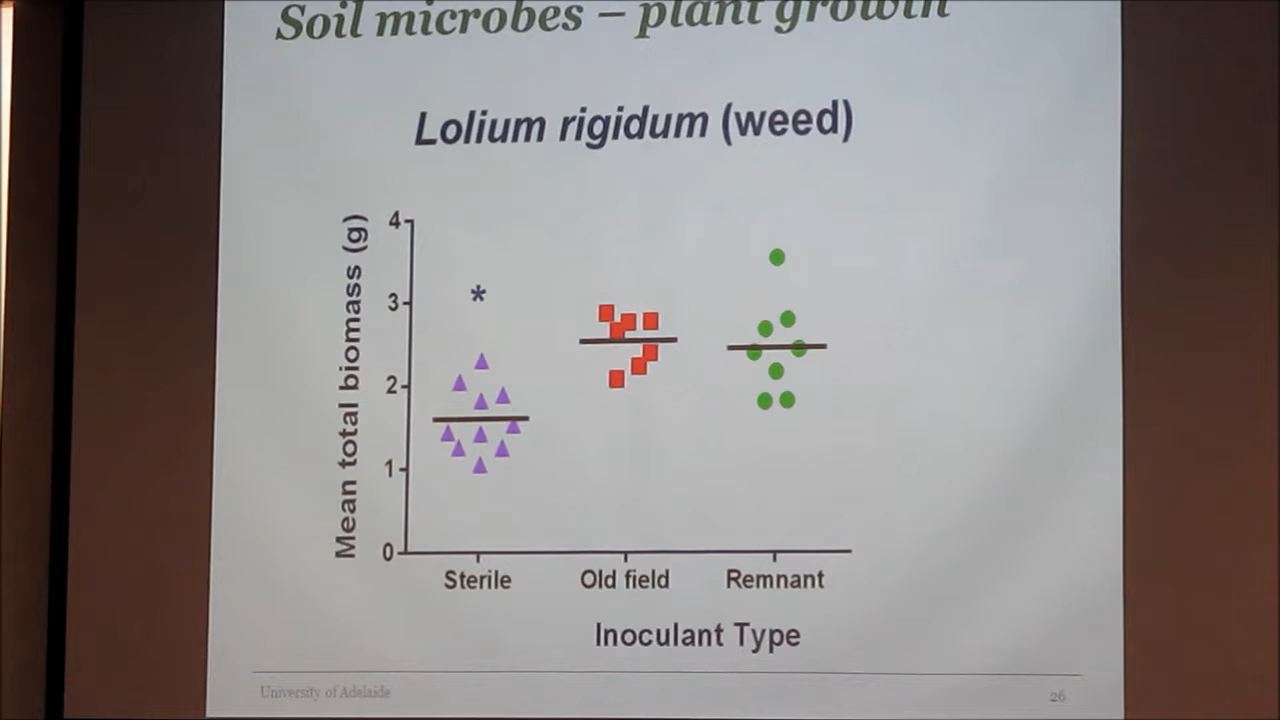 Soil microbes – plant growth
Lolium rigidum (weed)
Mean total biomass (g)
4
3
2
1
0
*
Sterile
Old field
Remnant
Inoculant Type
University of Adelaide
26